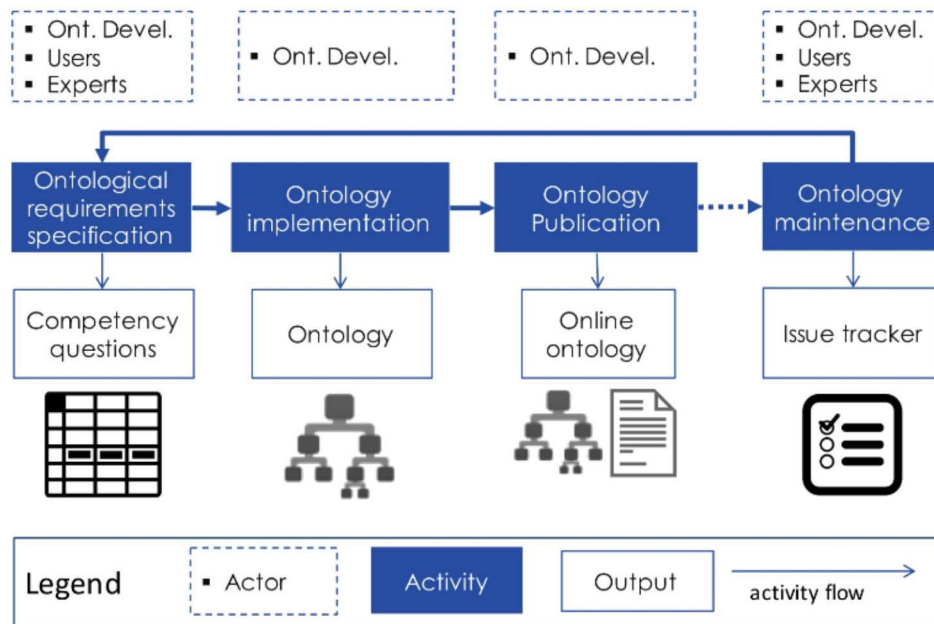 ▪ Ont. Devel.
▪ Users
▪ Experts
▪ Ont. Devel.
▪ Ont. Devel.
▪ Ont. Devel.
▪ Users
▪ Experts
Ontological
requirements
specification
Ontology
implementation
Ontology
Publication
Ontology
maintenance
Competency
questions
Ontology
Online
ontology
Issue tracker
Legend
▪ Actor
Activity
Output
activity flow